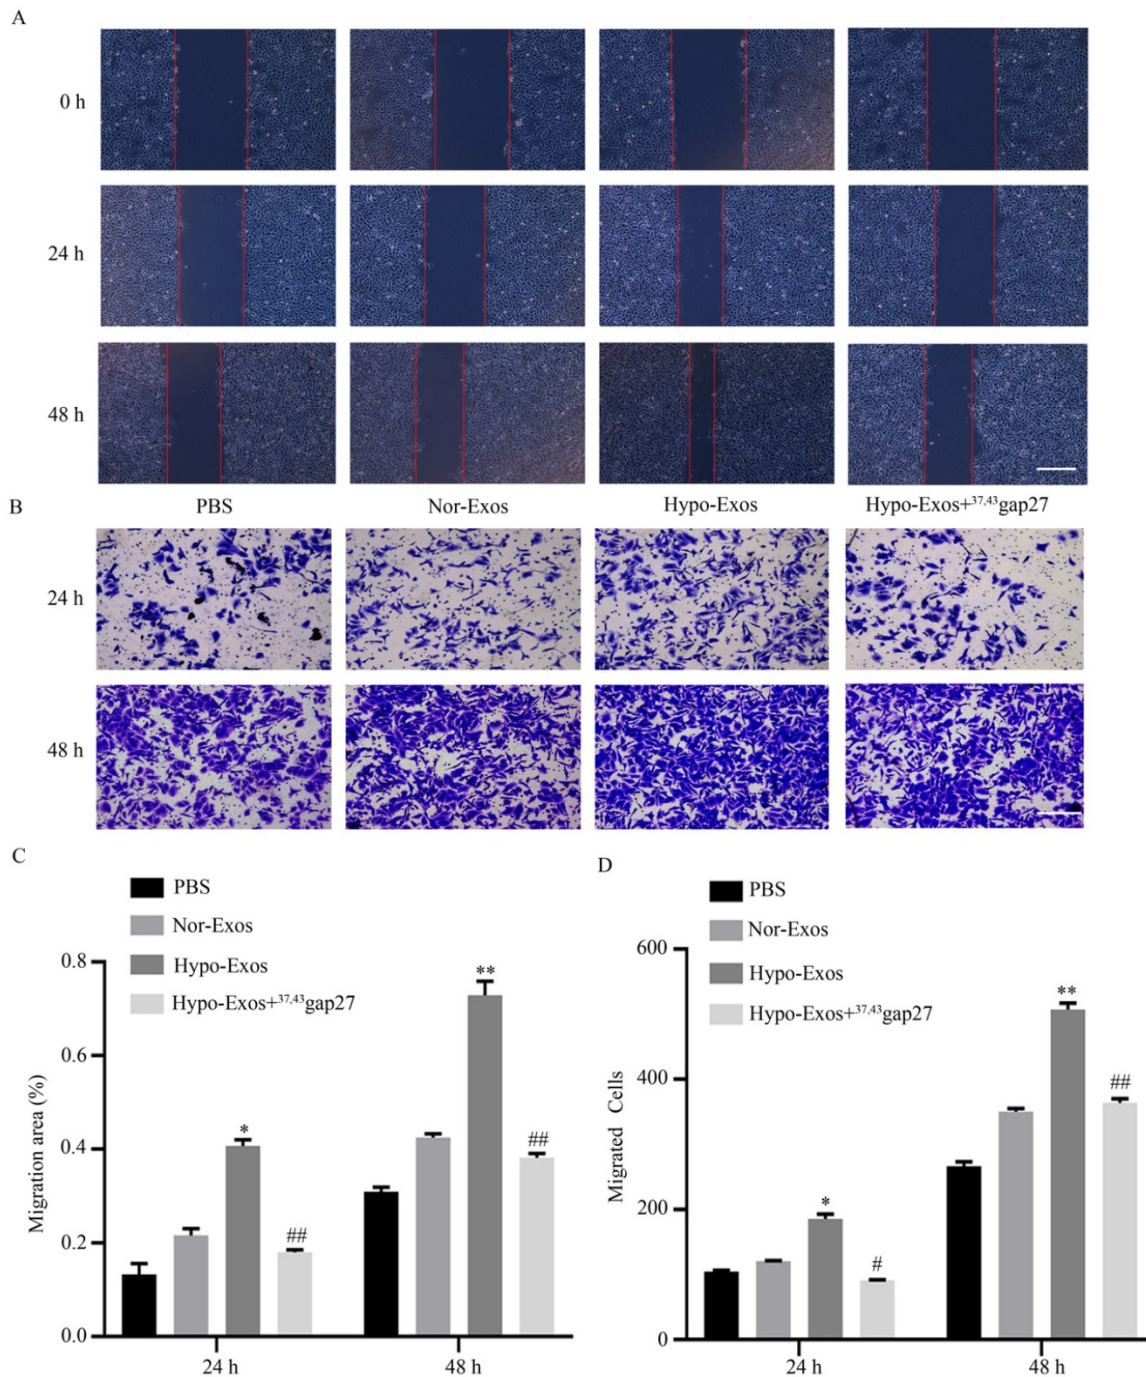 A
0 h
24 h
48 h
PBS Nor-Exos Hypo-Exos Hypo-Exos+³⁷,⁴³gap27
B
24 h
48 h
C
PBS
Nor-Exos
Hypo-Exos
Hypo-Exos+³⁷,⁴³gap27
Migration area (%)
0.8
0.6
0.4
0.2
0.0
*
##
**
##
24 h 48 h
D
PBS
Nor-Exos
Hypo-Exos
Hypo-Exos+³⁷,⁴³gap27
Migrated Cells
600
400
200
0
*
#
**
##
24 h 48 h